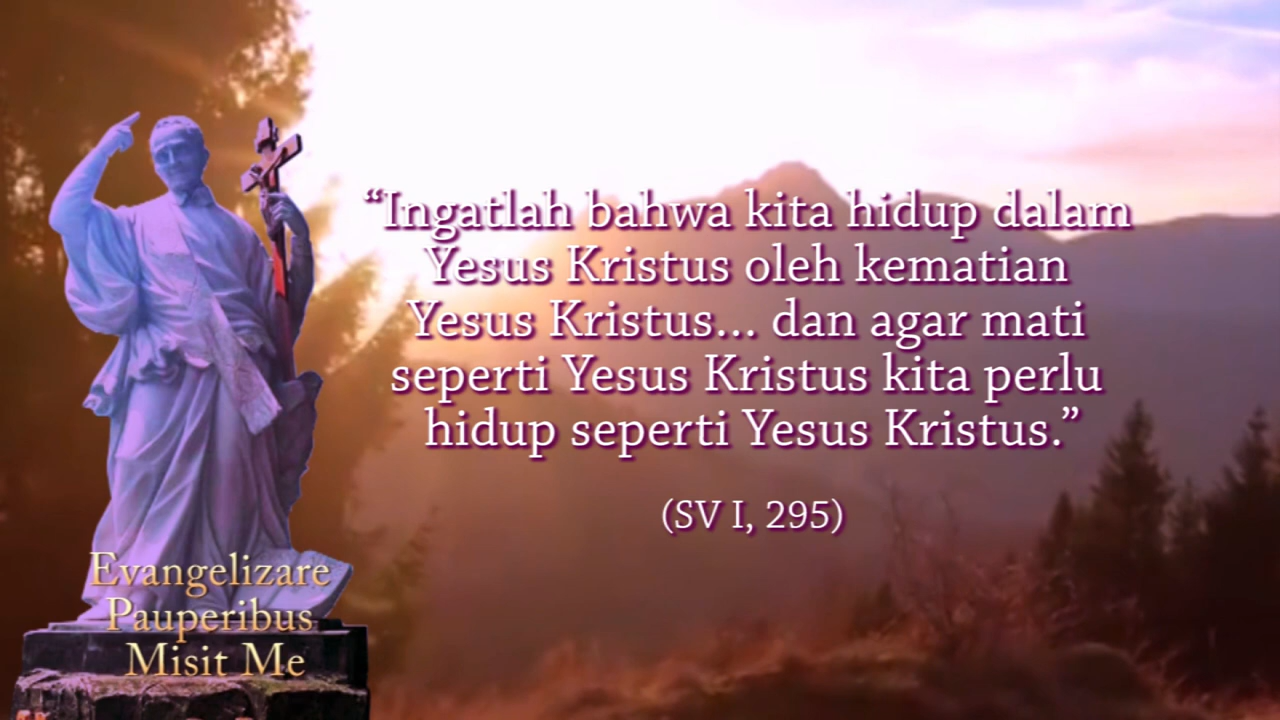 “Ingatlah bahwa kita hidup dalam
Yesus Kristus oleh kematian
Yesus Kristus... dan agar mati
seperti Yesus Kristus kita perlu
hidup seperti Yesus Kristus.”
(SV I, 295)
Evangelizare
Pauperibus
Misit Me